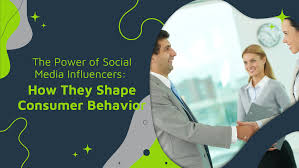 The Power of Social
Media Influencers:
How They Shape
Consumer Behavior